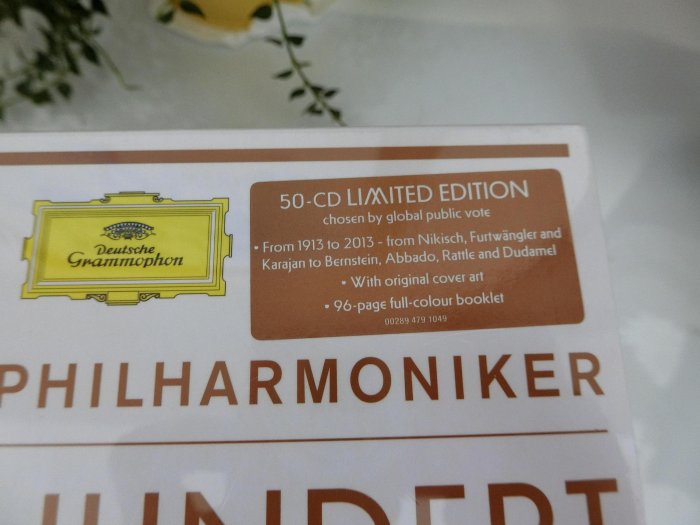 50-CD LIMITED EDITION
chosen by global public vote
• From 1913 to 2013 - from Nikisch, Furtwängler and
Karajan to Bernstein, Abbado, Rattle and Dudamel
• With original cover art
• 96-page full-colour booklet
00289 479 1049
Deutsche
Grammophon
PHILHARMONIKER